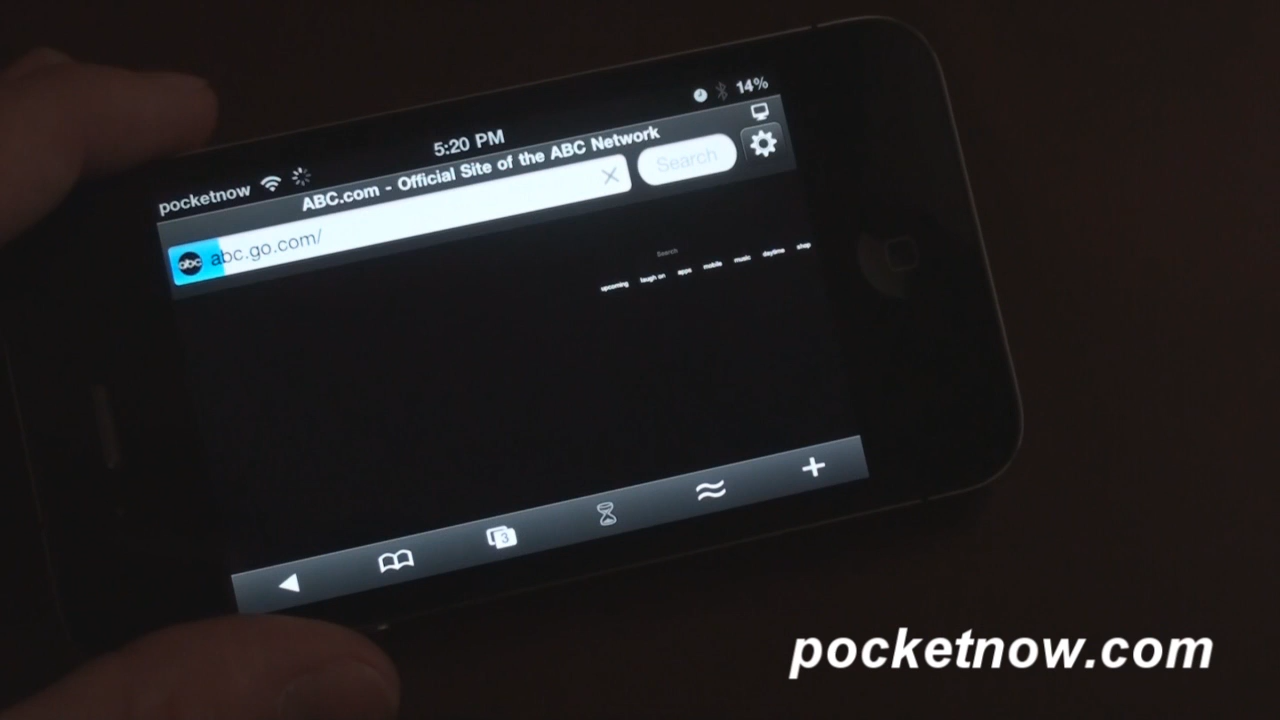 pocketnow 5:20 PM 14%
ABC.com - Official Site of the ABC Network
abc abc.go.com/ Search
Search
upcoming laugh on apps mobile music daytime shop
3
pocketnow.com